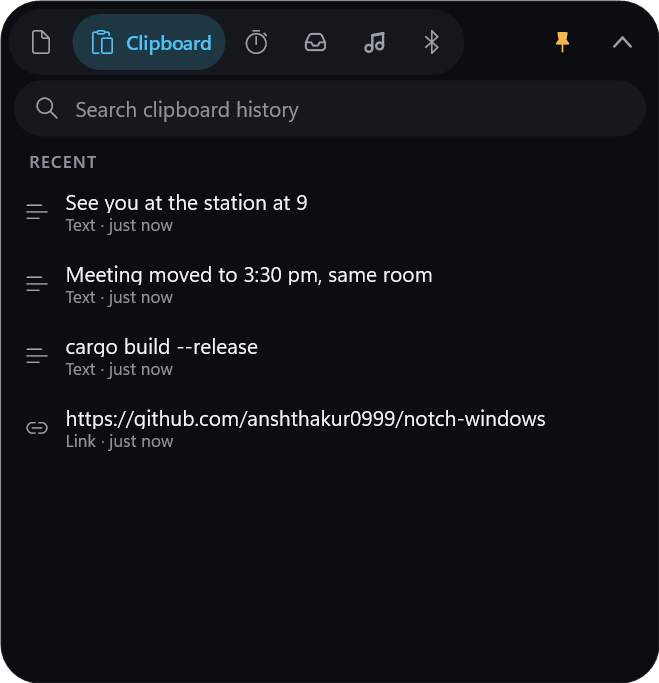 Clipboard
Search clipboard history
RECENT
See you at the station at 9
Text · just now
Meeting moved to 3:30 pm, same room
Text · just now
cargo build --release
Text · just now
https://github.com/anshthakur0999/notch-windows
Link · just now